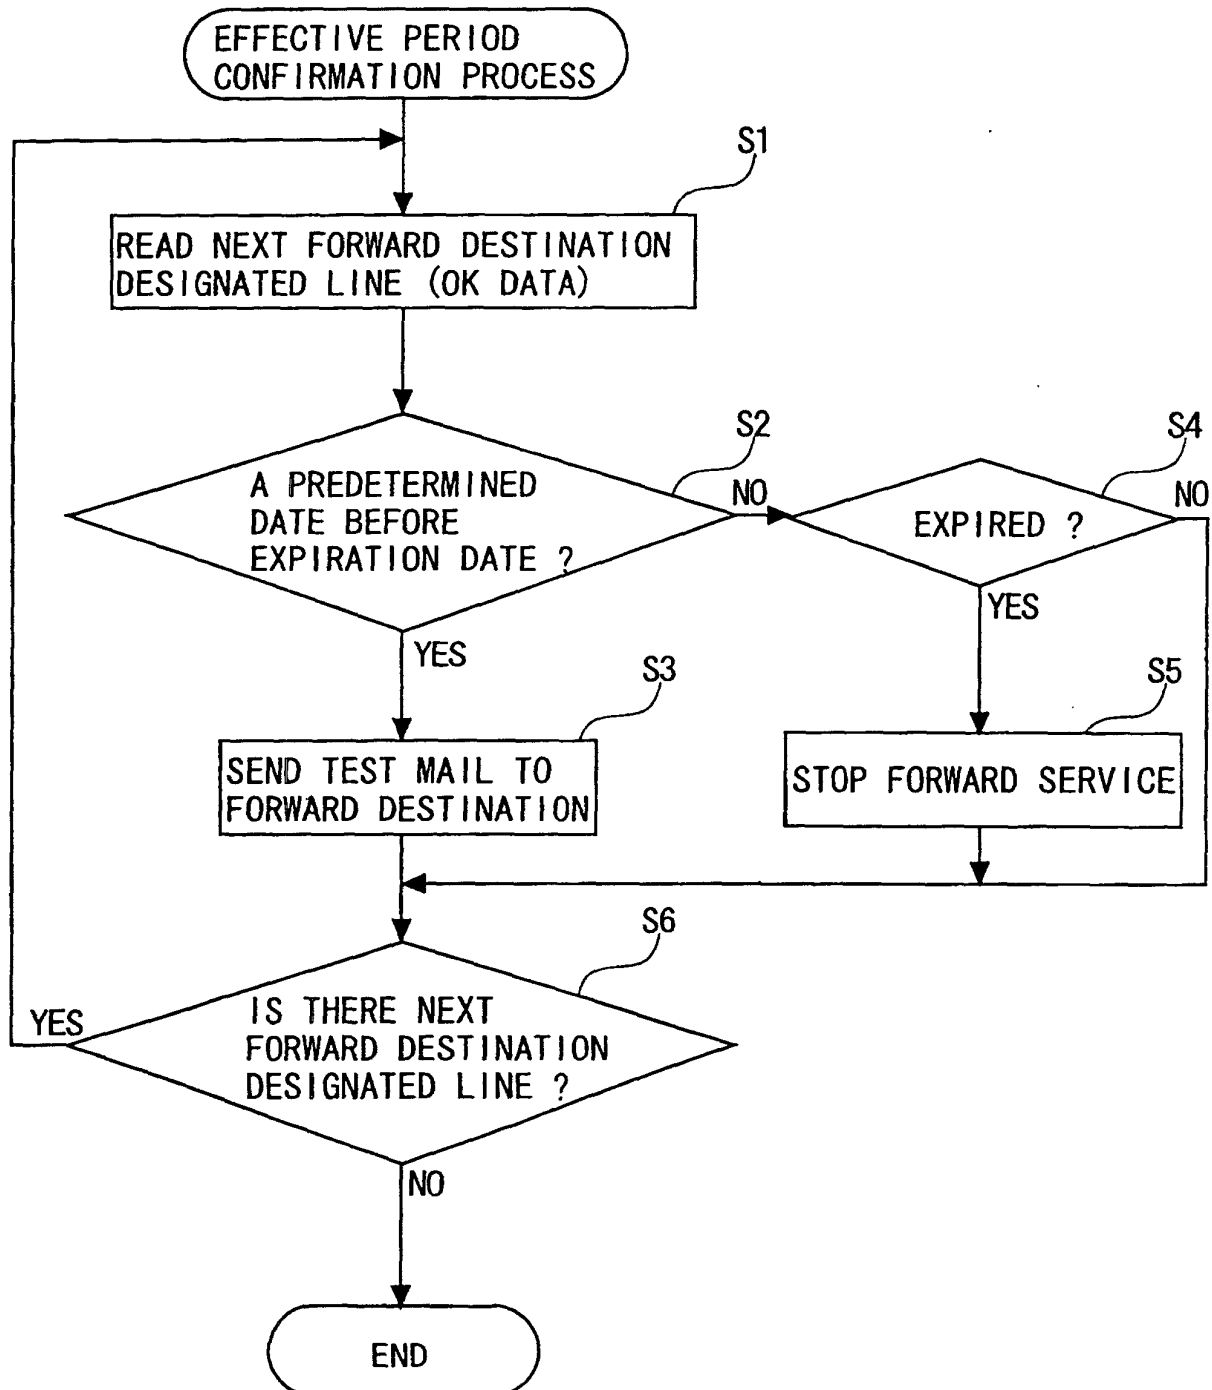 EFFECTIVE PERIOD
CONFIRMATION PROCESS
S1
READ NEXT FORWARD DESTINATION
DESIGNATED LINE (OK DATA)
S2
A PREDETERMINED
DATE BEFORE
EXPIRATION DATE ?
NO
S4
EXPIRED ?
NO
YES
YES
S3
SEND TEST MAIL TO
FORWARD DESTINATION
S5
STOP FORWARD SERVICE
S6
IS THERE NEXT
FORWARD DESTINATION
DESIGNATED LINE ?
YES
NO
END